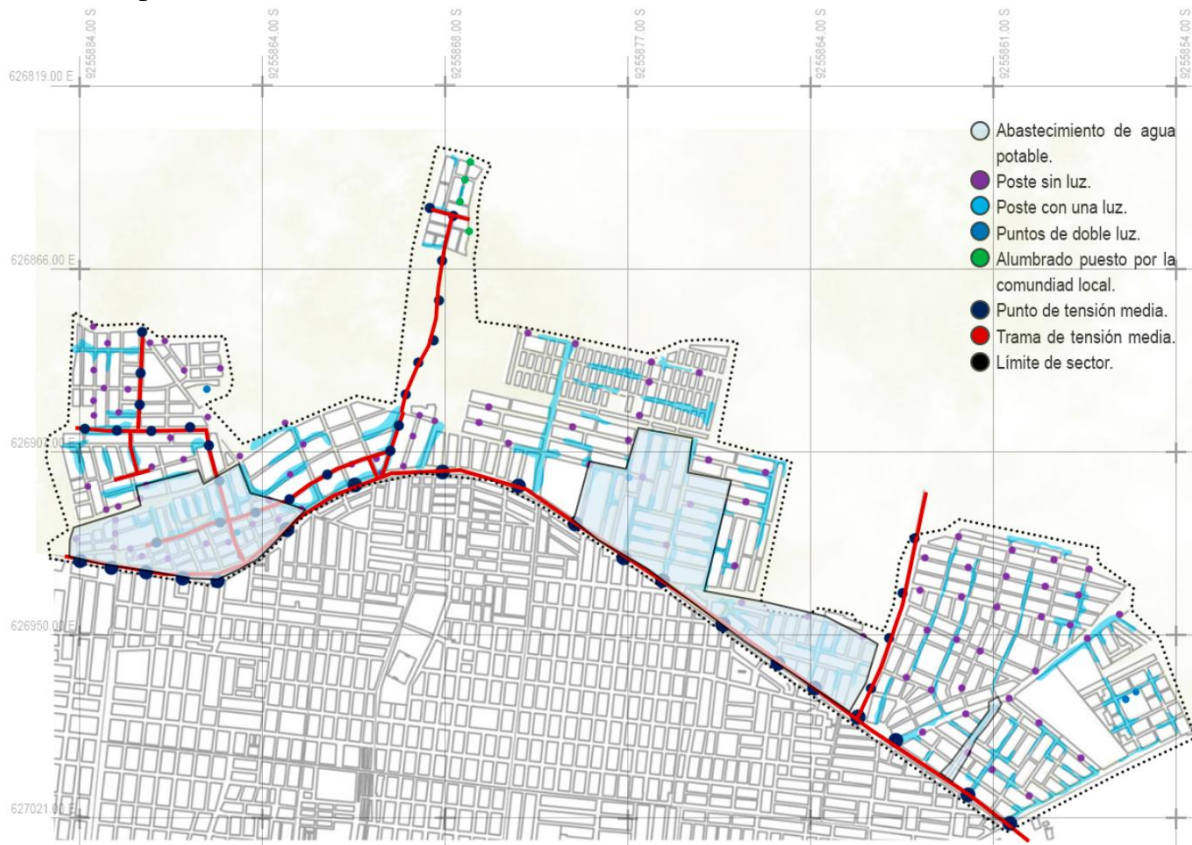 9255884.00 S
9255864.00 S
9255868.00 S
9255877.00 S
9255864.00 S
9255861.00 S
9255854.00 S
626819.00 E
Abastecimiento de agua
potable.
Poste sin luz.
Poste con una luz.
Puntos de doble luz.
Alumbrado puesto por la
comundiad local.
Punto de tensión media.
Trama de tensión media.
Límite de sector.
626866.00 E
626950.00 E
627021.00 E